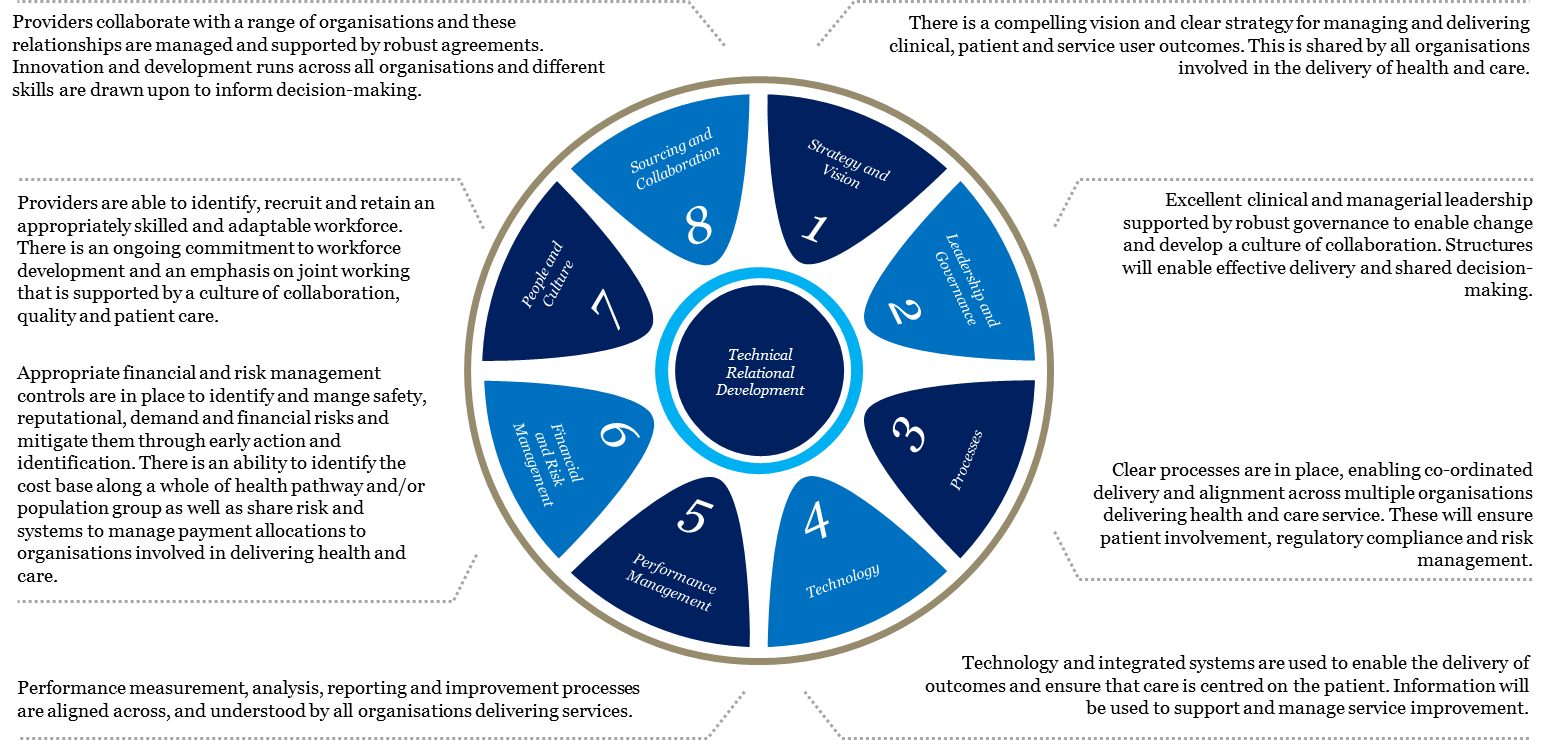 Providers collaborate with a range of organisations and these
relationships are managed and supported by robust agreements.
Innovation and development runs across all organisations and different
skills are drawn upon to inform decision-making.
There is a compelling vision and clear strategy for managing and delivering
clinical, patient and service user outcomes. This is shared by all organisations
involved in the delivery of health and care.
Sourcing and
Collaboration
8
Strategy and
Vision
1
Providers are able to identify, recruit and retain an
appropriately skilled and adaptable workforce.
There is an ongoing commitment to workforce
development and an emphasis on joint working
that is supported by a culture of collaboration,
quality and patient care.
People and
Culture
7
Leadership and
Governance
2
Excellent clinical and managerial leadership
supported by robust governance to enable change
and develop a culture of collaboration. Structures
will enable effective delivery and shared decision-
making.
Technical
Relational
Development
Appropriate financial and risk management
controls are in place to identify and mange safety,
reputational, demand and financial risks and
mitigate them through early action and
identification. There is an ability to identify the
cost base along a whole of health pathway and/or
population group as well as share risk and
systems to manage payment allocations to
organisations involved in delivering health and
care.
Financial
and Risk
Management
6
3
Processes
Clear processes are in place, enabling co-ordinated
delivery and alignment across multiple organisations
delivering health and care service. These will ensure
patient involvement, regulatory compliance and risk
management.
5
Performance
Management
4
Technology
Performance measurement, analysis, reporting and improvement processes
are aligned across, and understood by all organisations delivering services.
Technology and integrated systems are used to enable the delivery of
outcomes and ensure that care is centred on the patient. Information will
be used to support and manage service improvement.